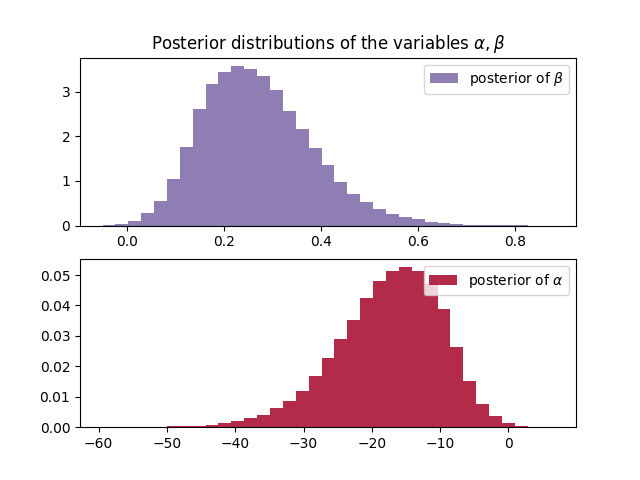 Posterior distributions of the variables α, β
posterior of β
3
2
1
0
0.0 0.2 0.4 0.6 0.8
posterior of α
0.05
0.04
0.03
0.02
0.01
0.00
−60 −50 −40 −30 −20 −10 0